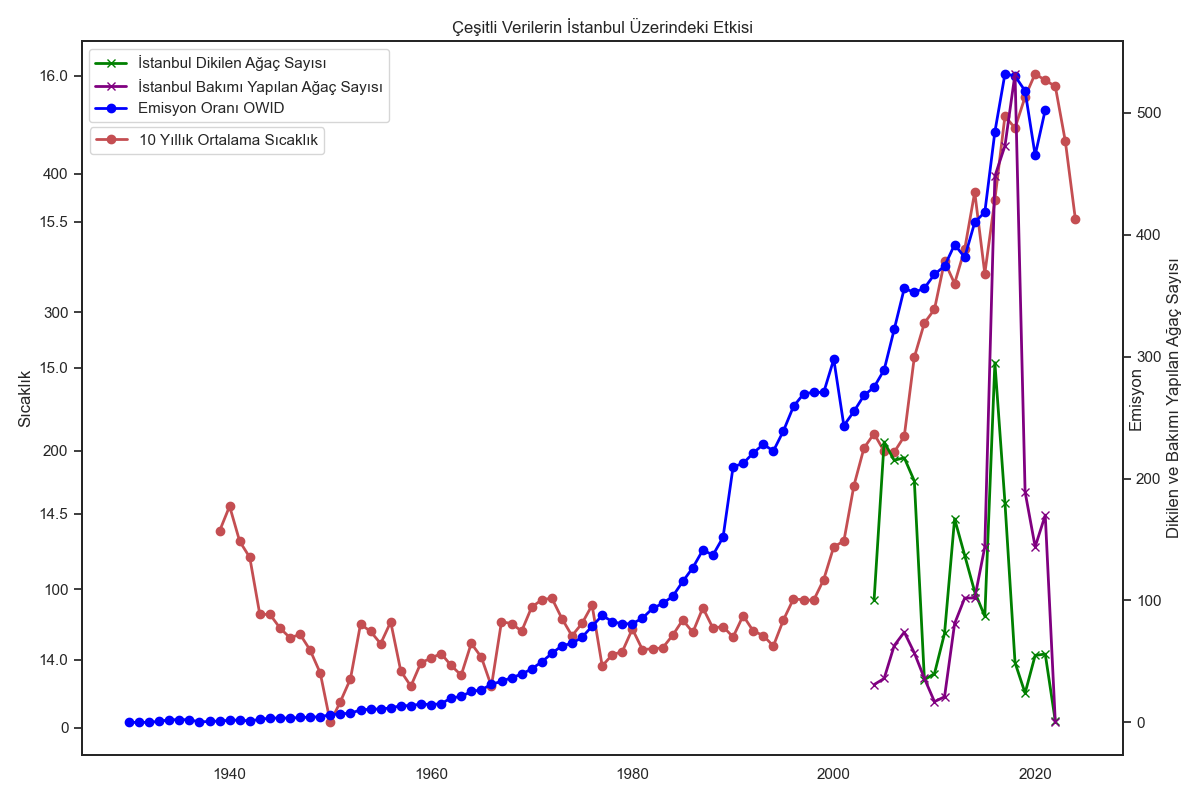 Çeşitli Verilerin İstanbul Üzerindeki Etkisi
İstanbul Dikilen Ağaç Sayısı
İstanbul Bakımı Yapılan Ağaç Sayısı
Emisyon Oranı OWID
10 Yıllık Ortalama Sıcaklık
Sıcaklık
16.0
400
15.5
300
15.0
200
14.5
100
14.0
0
1940
1960
1980
2000
2020
500
400
300
200
100
0
Emisyon
Dikilen ve Bakımı Yapılan Ağaç Sayısı